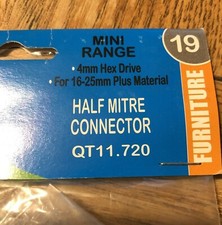 MINI
RANGE
• 4mm Hex Drive
• For 16-25mm Plus Material
HALF MITRE
CONNECTOR
QT11.720
19
FURNITURE